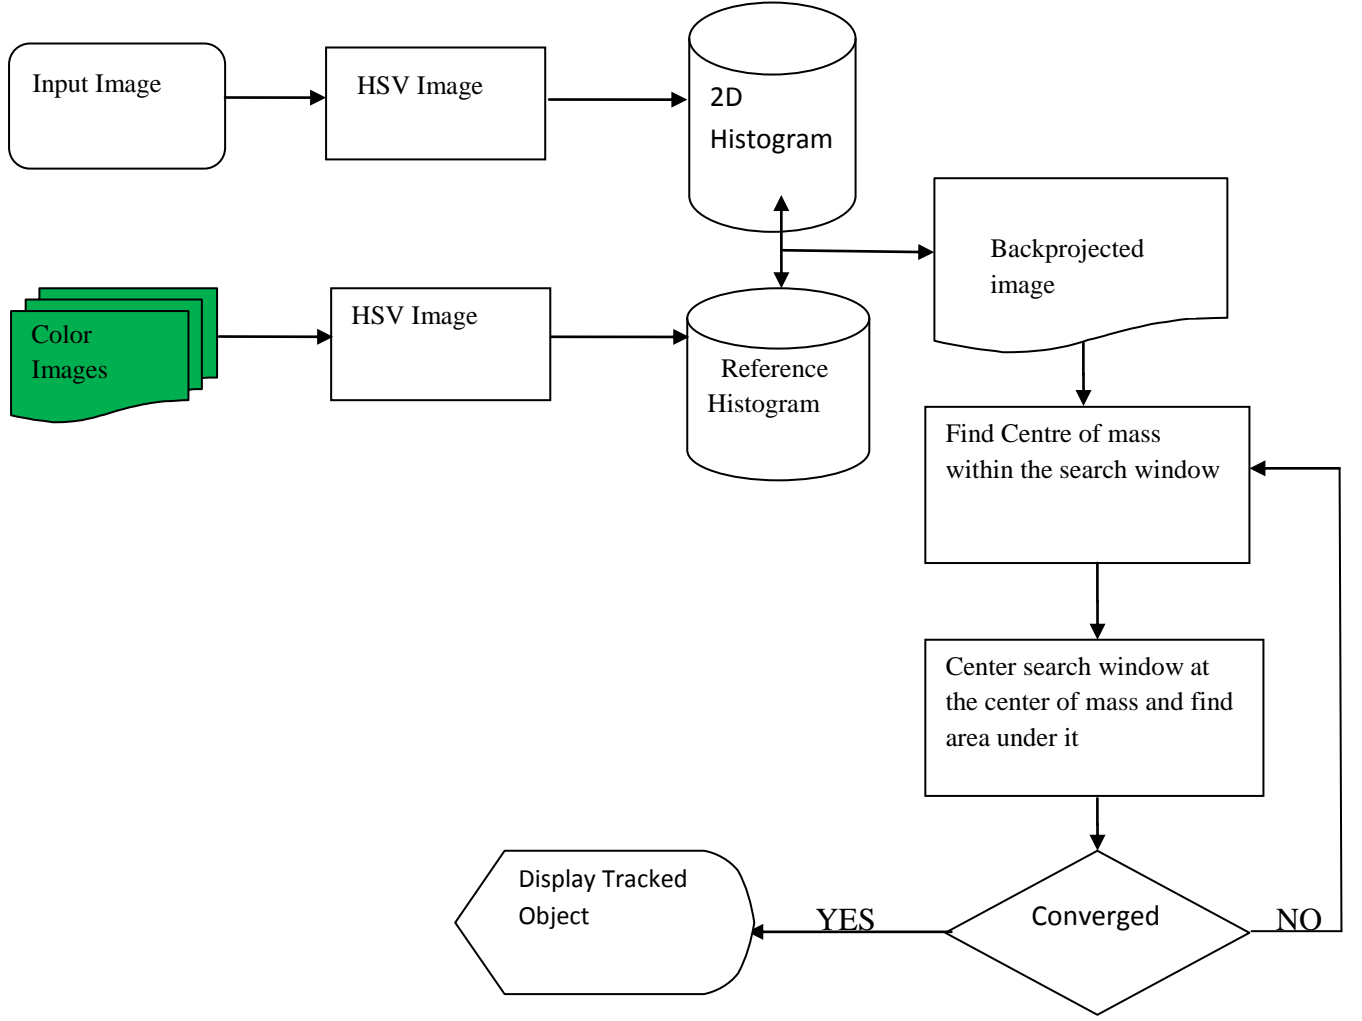 Input Image
HSV Image
2D
Histogram
Backprojected
image
Color
Images
HSV Image
Reference
Histogram
Find Centre of mass
within the search window
Center search window at
the center of mass and find
area under it
Display Tracked
Object
YES
Converged
NO